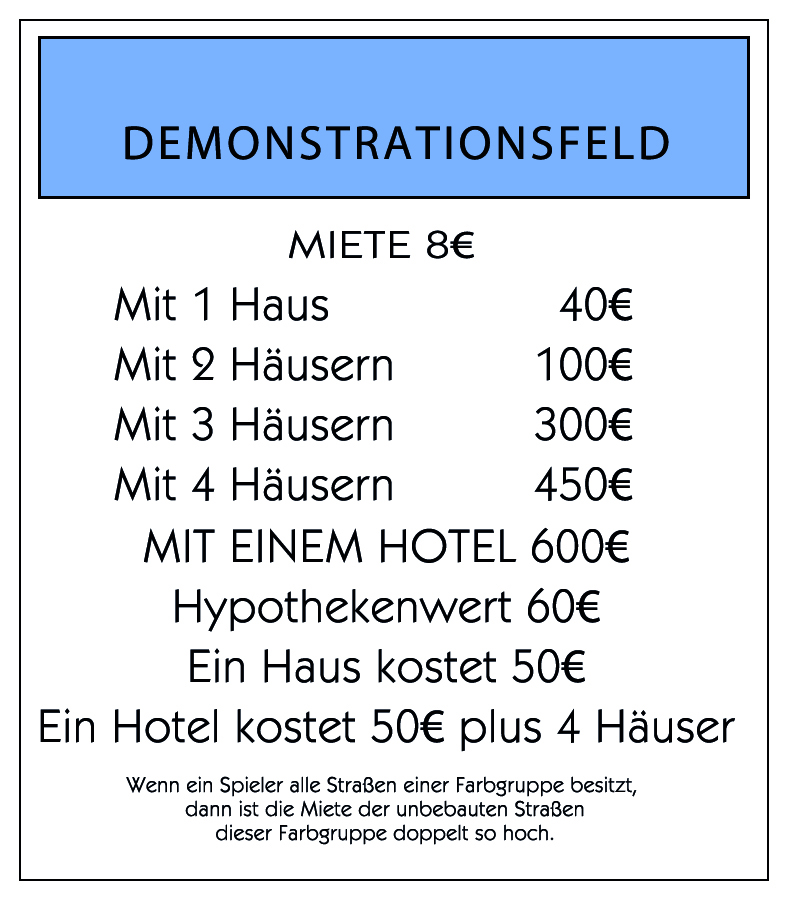 DEMONSTRATIONSFELD
MIETE 8€
Mit 1 Haus 40€
Mit 2 Häusern 100€
Mit 3 Häusern 300€
Mit 4 Häusern 450€
MIT EINEM HOTEL 600€
Hypothekenwert 60€
Ein Haus kostet 50€
Ein Hotel kostet 50€ plus 4 Häuser
Wenn ein Spieler alle Straßen einer Farbgruppe besitzt,
dann ist die Miete der unbebauten Straßen
dieser Farbgruppe doppelt so hoch.